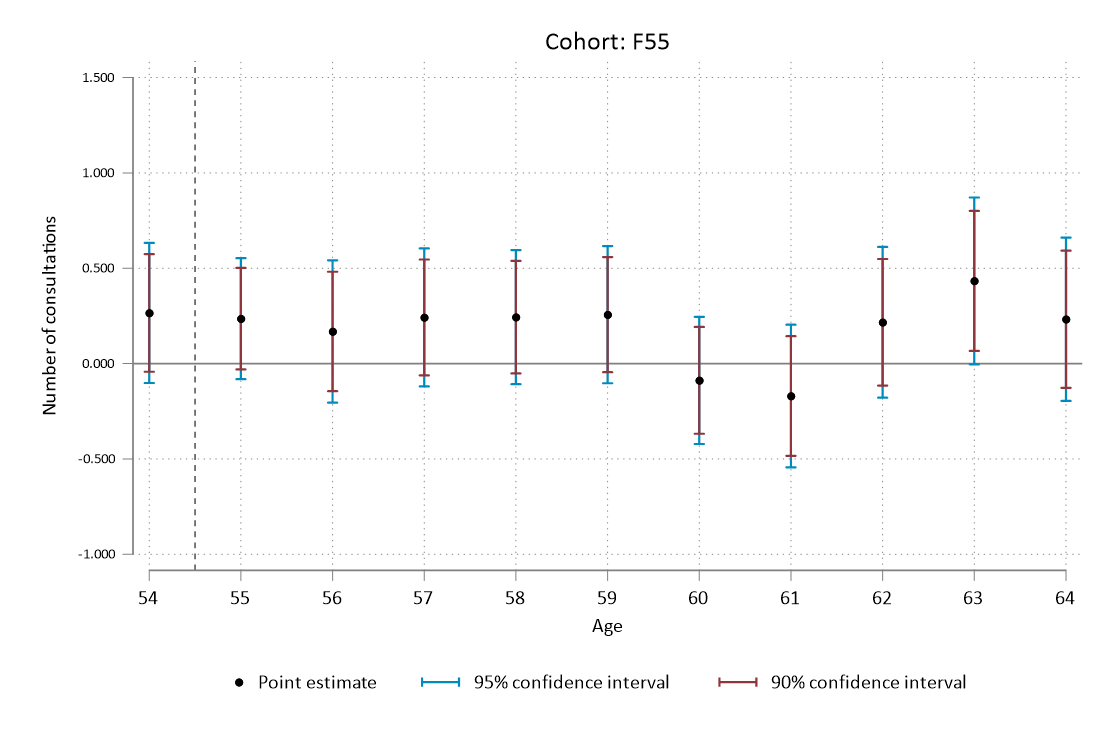 Cohort: F55
1.500
1.000
0.500
0.000
-0.500
-1.000
Number of consultations
54 55 56 57 58 59 60 61 62 63 64
Age
Point estimate 95% confidence interval 90% confidence interval